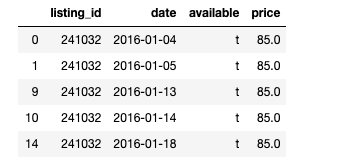 listing_id date available price
0 241032 2016-01-04 t 85.0
1 241032 2016-01-05 t 85.0
9 241032 2016-01-13 t 85.0
10 241032 2016-01-14 t 85.0
14 241032 2016-01-18 t 85.0